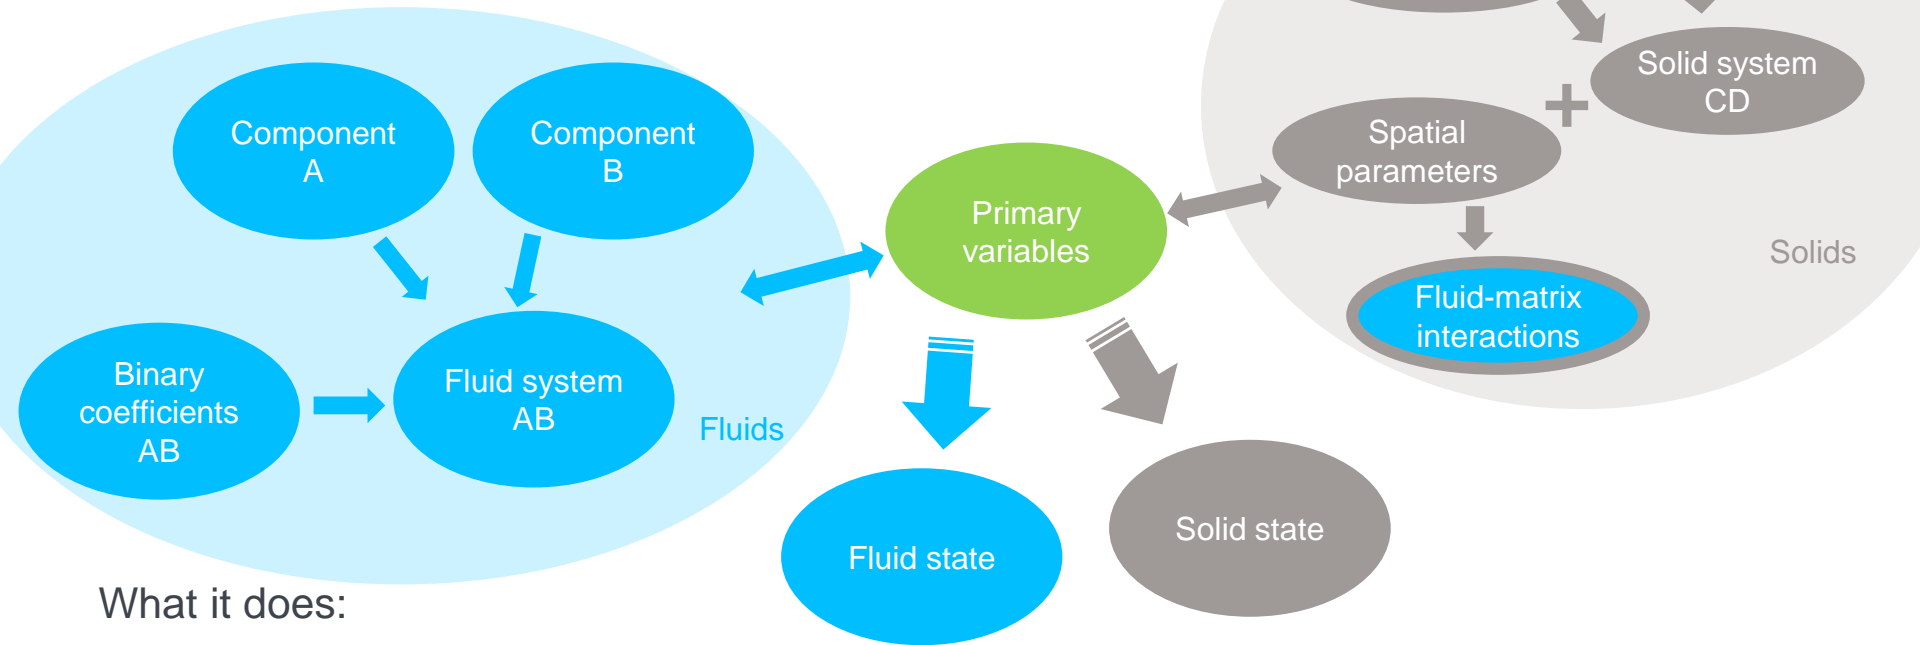 Component
A
Component
B
Binary
coefficients
AB
Fluid system
AB
Fluids
Primary
variables
Fluid state
Solid state
Solid system
CD
Spatial
parameters
Fluid-matrix
interactions
Solids
What it does: